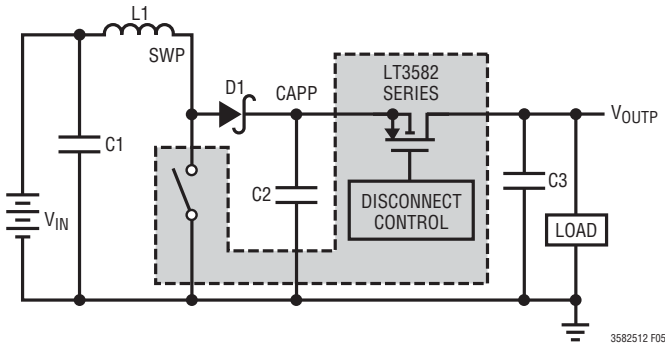 L1
SWP
D1
CAPP
LT3582
SERIES
VOUTP
C1
C2
C3
DISCONNECT
CONTROL
LOAD
VIN
3582512 F05